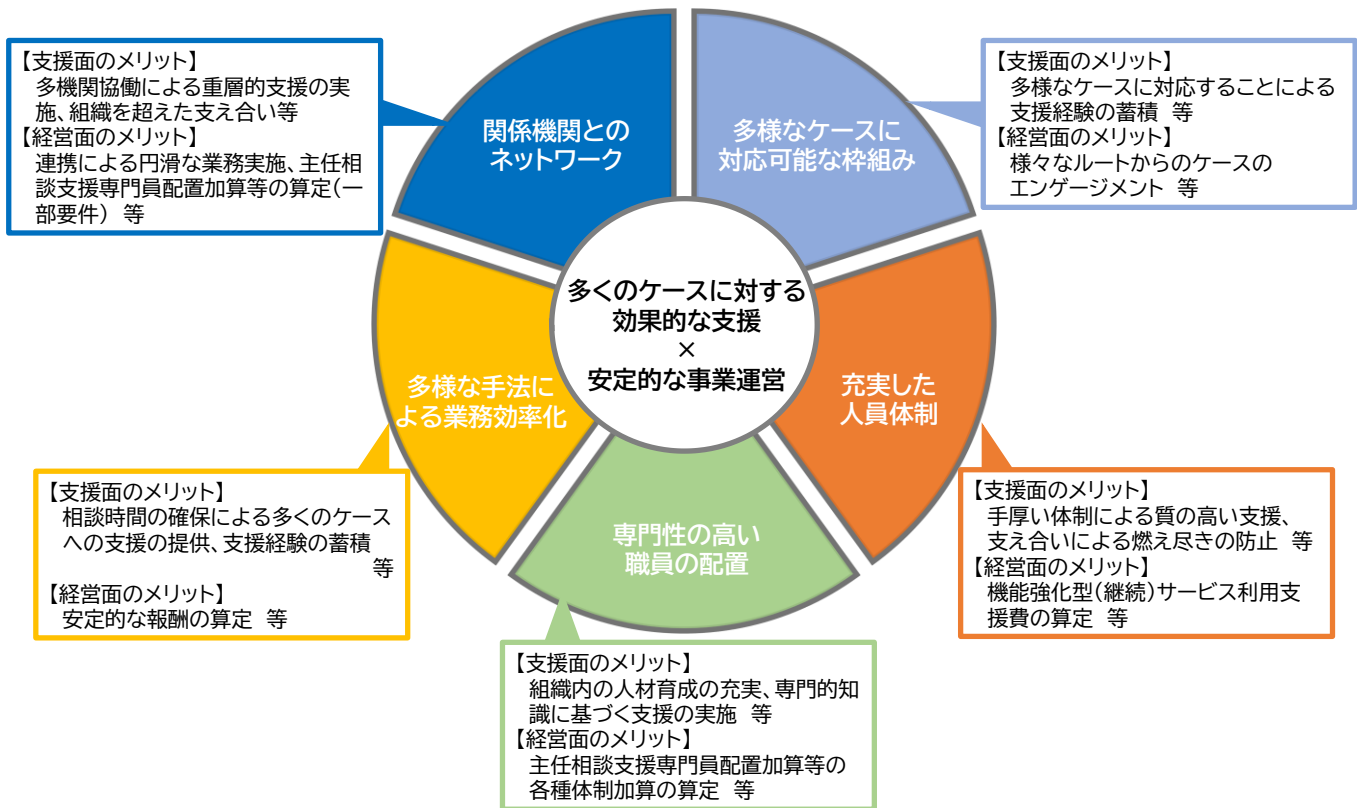 【支援面のメリット】
多機関協働による重層的支援の実
施、組織を超えた支え合い等
【経営面のメリット】
連携による円滑な業務実施、主任相
談支援専門員配置加算等の算定(一
部要件) 等
関係機関との
ネットワーク
多様なケースに
対応可能な枠組み
【支援面のメリット】
多様なケースに対応することによる
支援経験の蓄積 等
【経営面のメリット】
様々なルートからのケースの
エンゲージメント 等
多くのケースに対する
効果的な支援
×
安定的な事業運営
多様な手法に
よる業務効率化
充実した
人員体制
【支援面のメリット】
相談時間の確保による多くのケース
への支援の提供、支援経験の蓄積
等
【経営面のメリット】
安定的な報酬の算定 等
専門性の高い
職員の配置
【支援面のメリット】
手厚い体制による質の高い支援、
支え合いによる燃え尽きの防止 等
【経営面のメリット】
機能強化型(継続)サービス利用支
援費の算定 等
【支援面のメリット】
組織内の人材育成の充実、専門的知
識に基づく支援の実施 等
【経営面のメリット】
主任相談支援専門員配置加算等の
各種体制加算の算定 等